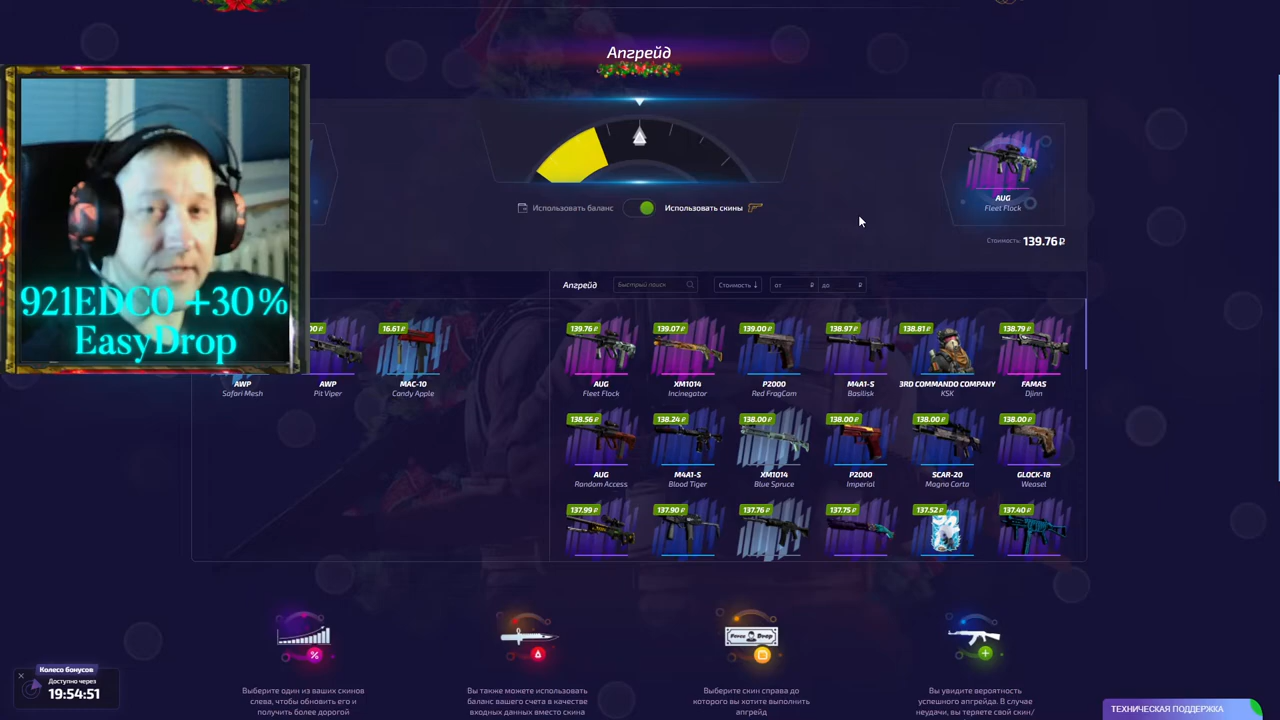 Апгрейд
Использовать баланс
Использовать скины
AUG
Fleet Flock
Стоимость: 139.76 ₽
921EDC0 +30%
EasyDrop
Апгрейд
Быстрый поиск
Стоимость ↓
от ₽
до ₽
16.61 ₽
AWP
Safari Mesh
AWP
Pit Viper
MAC-10
Candy Apple
139.76 ₽
139.07 ₽
139.00 ₽
138.97 ₽
138.81 ₽
138.79 ₽
AUG
XM1014
P2000
M4A1-S
3RD COMMANDO COMPANY
FAMAS
Fleet Flock
Incinegator
Red FragCam
Basilisk
KSK
Djinn
138.56 ₽
138.24 ₽
138.00 ₽
138.00 ₽
138.00 ₽
138.00 ₽
AUG
M4A1-S
XM1014
P2000
SCAR-20
GLOCK-18
Random Access
Blood Tiger
Blue Spruce
Imperial
Magna Carta
Weasel
137.99 ₽
137.90 ₽
137.76 ₽
137.75 ₽
137.52 ₽
137.40 ₽
Force Drop
Выберите один из ваших скинов
слева, чтобы обновить его и
получить более дорогой
Вы также можете использовать
баланс вашего счета в качестве
входных данных вместо скина
Выберите скин справа до
которого вы хотите выполнить
апгрейд
Вы увидите вероятность
успешного апгрейда. В случае
неудачи, вы теряете свой скин/
Колесо бонусов
Доступно через
19:54:51
ТЕХНИЧЕСКАЯ ПОДДЕРЖКА